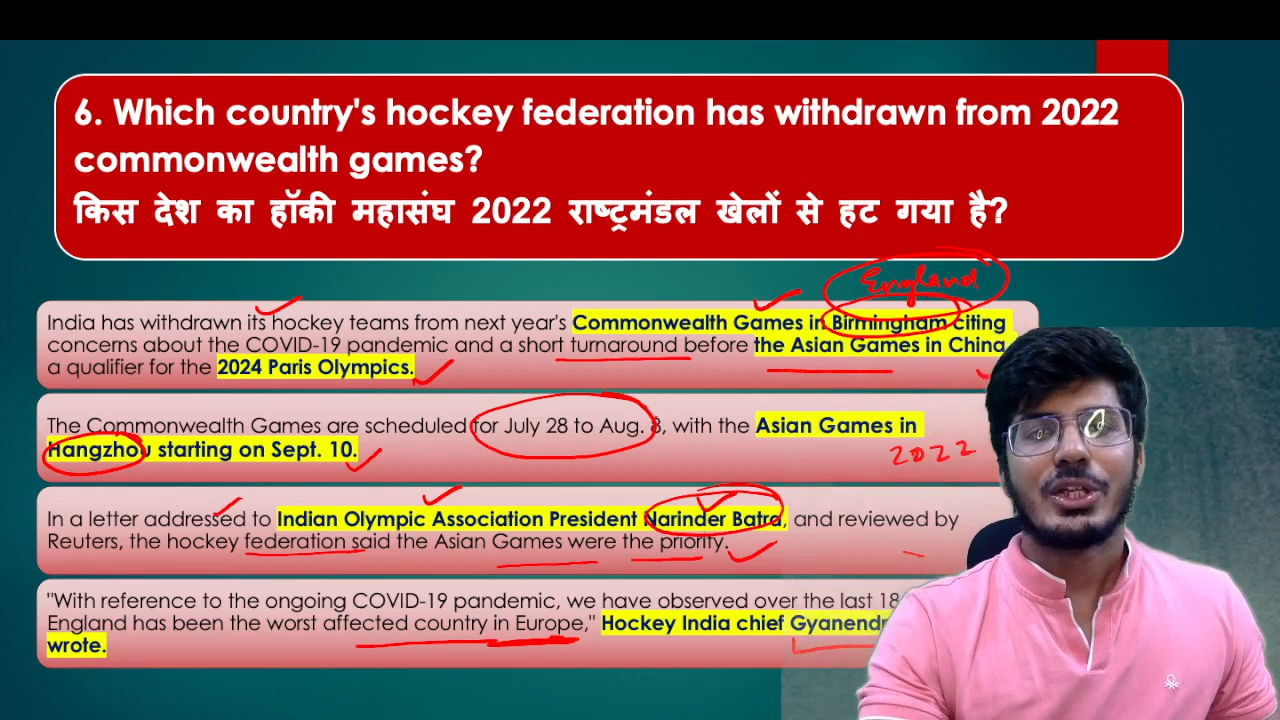 6. Which country's hockey federation has withdrawn from 2022
commonwealth games?
किस देश का हॉकी महासंघ 2022 राष्ट्रमंडल खेलों से हट गया है?
England
India has withdrawn its hockey teams from next year's Commonwealth Games in Birmingham citing
concerns about the COVID-19 pandemic and a short turnaround before the Asian Games in China,
a qualifier for the 2024 Paris Olympics.
The Commonwealth Games are scheduled for July 28 to Aug. 8, with the Asian Games in
Hangzhou starting on Sept. 10.
2022
In a letter addressed to Indian Olympic Association President Narinder Batra, and reviewed by
Reuters, the hockey federation said the Asian Games were the priority.
"With reference to the ongoing COVID-19 pandemic, we have observed over the last 18
England has been the worst affected country in Europe," Hockey India chief Gyanendr
wrote.